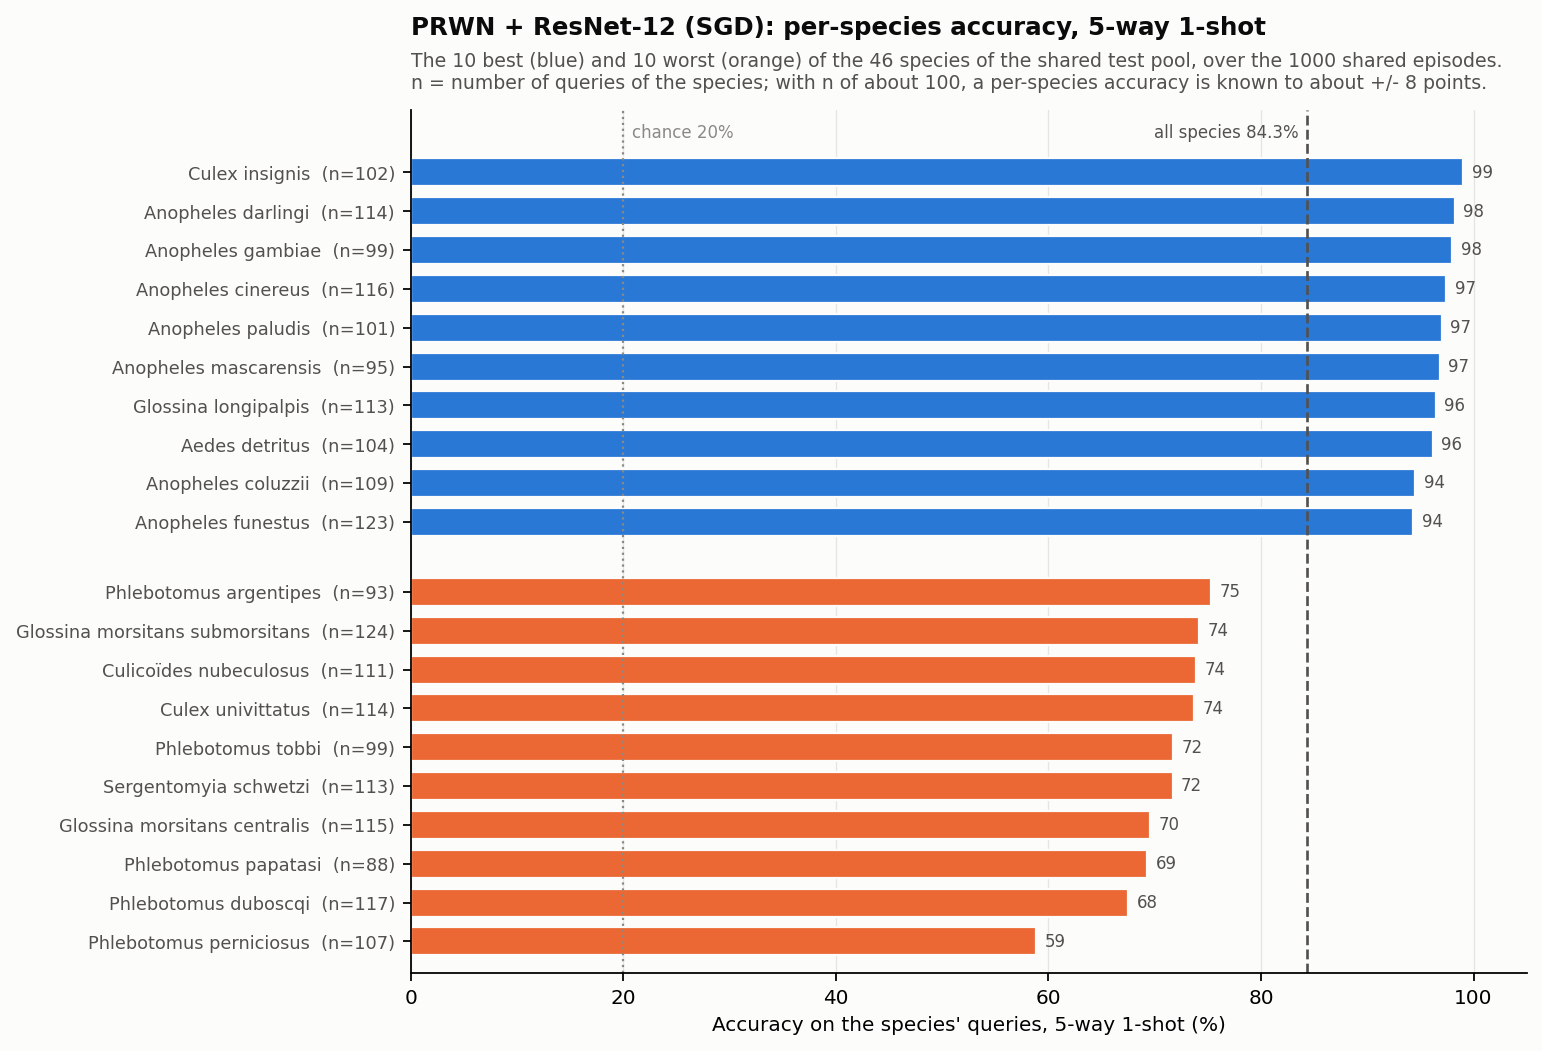 PRWN + ResNet-12 (SGD): per-species accuracy, 5-way 1-shot
The 10 best (blue) and 10 worst (orange) of the 46 species of the shared test pool, over the 1000 shared episodes.
n = number of queries of the species; with n of about 100, a per-species accuracy is known to about +/- 8 points.
chance 20%
all species 84.3%
Culex insignis (n=102) 99
Anopheles darlingi (n=114) 98
Anopheles gambiae (n=99) 98
Anopheles cinereus (n=116) 97
Anopheles paludis (n=101) 97
Anopheles mascarensis (n=95) 97
Glossina longipalpis (n=113) 96
Aedes detritus (n=104) 96
Anopheles coluzzii (n=109) 94
Anopheles funestus (n=123) 94
Phlebotomus argentipes (n=93) 75
Glossina morsitans submorsitans (n=124) 74
Culicoïdes nubeculosus (n=111) 74
Culex univittatus (n=114) 74
Phlebotomus tobbi (n=99) 72
Sergentomyia schwetzi (n=113) 72
Glossina morsitans centralis (n=115) 70
Phlebotomus papatasi (n=88) 69
Phlebotomus duboscqi (n=117) 68
Phlebotomus perniciosus (n=107) 59
0 20 40 60 80 100
Accuracy on the species' queries, 5-way 1-shot (%)